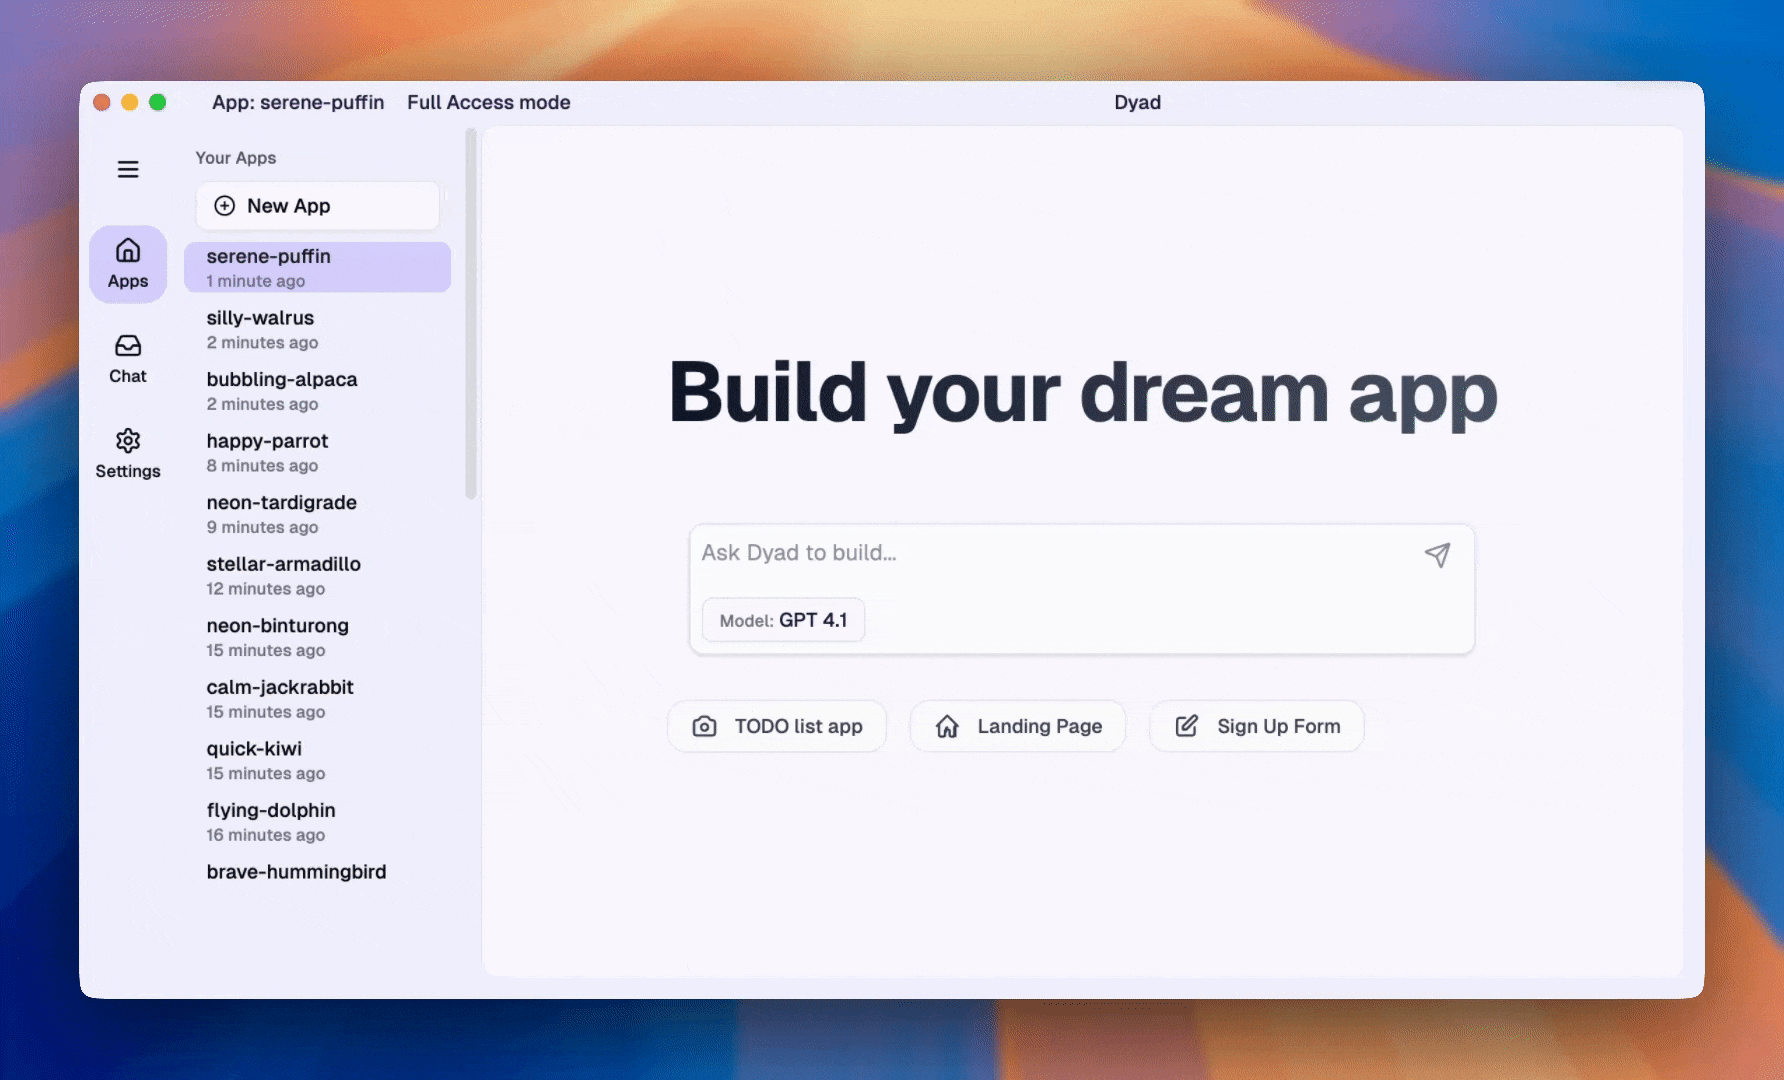 App: serene-puffin Full Access mode Dyad
Your Apps
New App
Apps
Chat
Settings
serene-puffin
1 minute ago
silly-walrus
2 minutes ago
bubbling-alpaca
2 minutes ago
happy-parrot
8 minutes ago
neon-tardigrade
9 minutes ago
stellar-armadillo
12 minutes ago
neon-binturong
15 minutes ago
calm-jackrabbit
15 minutes ago
quick-kiwi
15 minutes ago
flying-dolphin
16 minutes ago
brave-hummingbird
Build your dream app
Ask Dyad to build...
Model: GPT 4.1
TODO list app
Landing Page
Sign Up Form